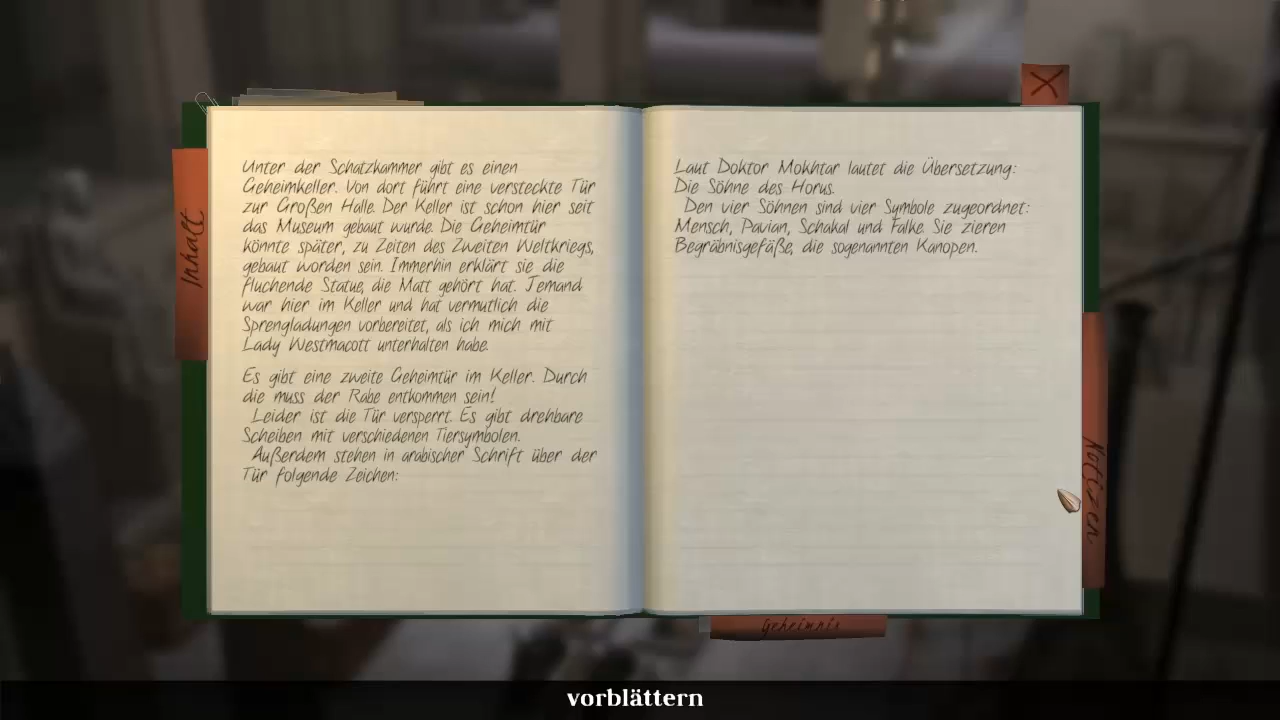 Unter der Schatzkammer gibt es einen
Geheimkeller. Von dort führt eine versteckte Tür
zur Großen Halle. Der Keller ist schon hier seit
das Museum gebaut wurde. Die Geheimtür
könnte später, zu Zeiten des Zweiten Weltkriegs,
gebaut worden sein. Immerhin erklärt sie die
fluchende Statue, die Matt gehört hat. Jemand
war hier im Keller und hat vermutlich die
Sprengladungen vorbereitet, als ich mich mit
Lady Westmacott unterhalten habe.
Es gibt eine zweite Geheimtür im Keller. Durch
die muss der Rabe entkommen sein!
Leider ist die Tür versperrt. Es gibt drehbare
Scheiben mit verschiedenen Tiersymbolen.
Außerdem stehen in arabischer Schrift über der
Tür folgende Zeichen:
Laut Doktor Mokhtar lautet die Übersetzung:
Die Söhne des Horus.
Den vier Söhnen sind vier Symbole zugeordnet:
Mensch, Pavian, Schakal und Falke. Sie zieren
Begräbnisgefäße, die sogenannten Kanopen.
Inhalt
Notizen
Geheimnis
X
vorblättern